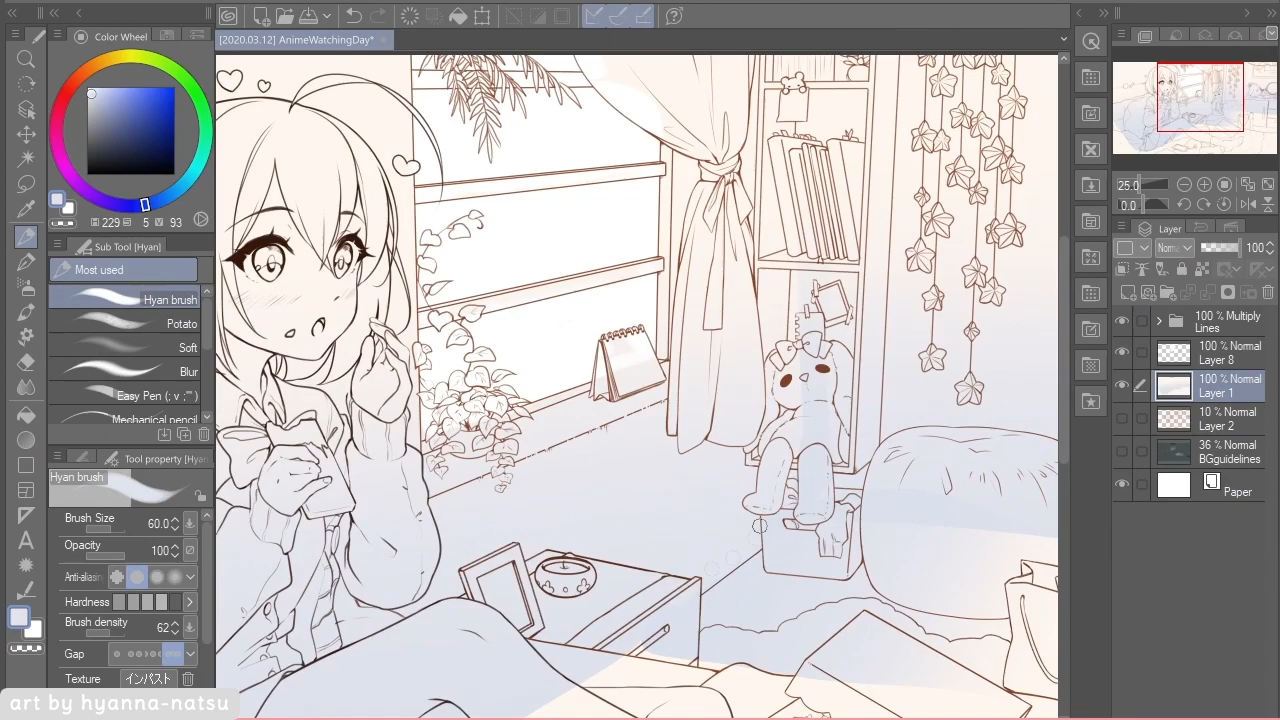 Color Wheel
[2020.03.12] AnimeWatchingDay*
229 5 V 93
Sub Tool [Hyan]
Most used
Hyan brush
Potato
Soft
Blur
Easy Pen (; v ;'")
Mechanical pencil
Tool property [Hyan
Hyan brush
Brush Size 60.0
Opacity 100
Anti-aliasing
Hardness
Brush density 62
Gap
Texture インパスト
art by hyanna-natsu
25.0
0.0
Layer
Norma 100
100 % Normal
Multiply Lines
100 % Normal
Layer 8
100 % Normal
Layer 1
10 % Normal
Layer 2
36 % Normal
BGguidelines
Paper